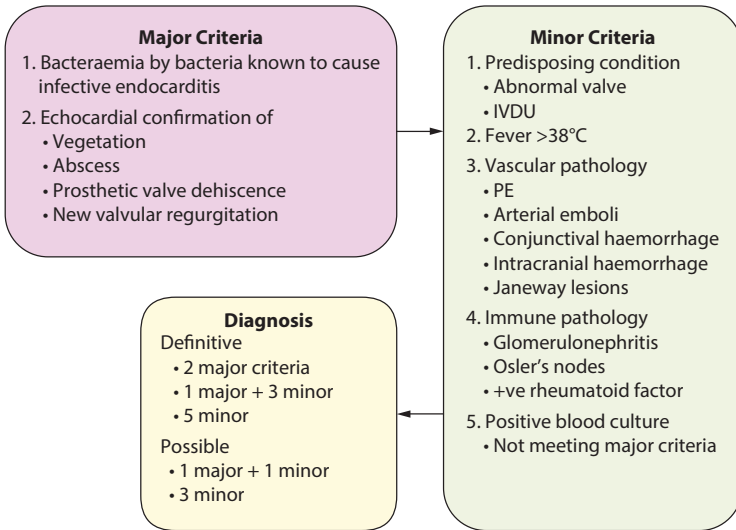 Major Criteria
1. Bacteraemia by bacteria known to cause
infective endocarditis
2. Echocardial confirmation of
• Vegetation
• Abscess
• Prosthetic valve dehiscence
• New valvular regurgitation
Minor Criteria
1. Predisposing condition
• Abnormal valve
• IVDU
2. Fever >38°C
3. Vascular pathology
• PE
• Arterial emboli
• Conjunctival haemorrhage
• Intracranial haemorrhage
• Janeway lesions
4. Immune pathology
• Glomerulonephritis
• Osler's nodes
• +ve rheumatoid factor
5. Positive blood culture
• Not meeting major criteria
Diagnosis
Definitive
• 2 major criteria
• 1 major + 3 minor
• 5 minor
Possible
• 1 major + 1 minor
• 3 minor